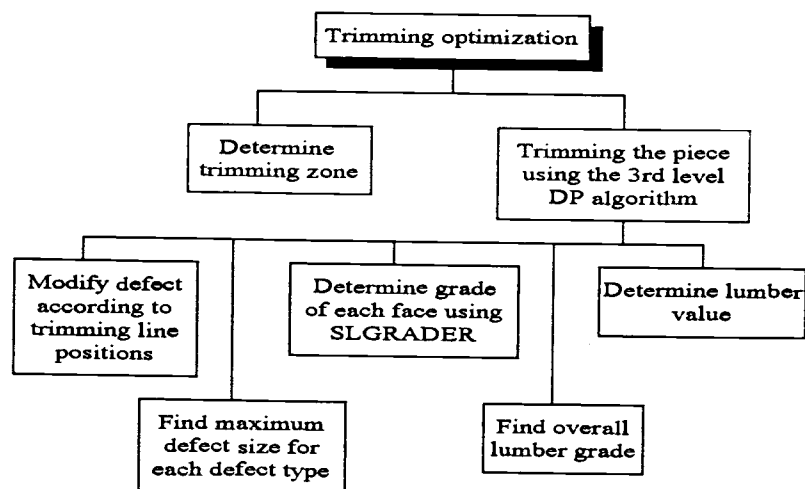 Trimming optimization
Determine
trimming zone
Trimming the piece
using the 3rd level
DP algorithm
Modify defect
according to
trimming line
positions
Determine grade
of each face using
SLGRADER
Determine lumber
value
Find maximum
defect size for
each defect type
Find overall
lumber grade